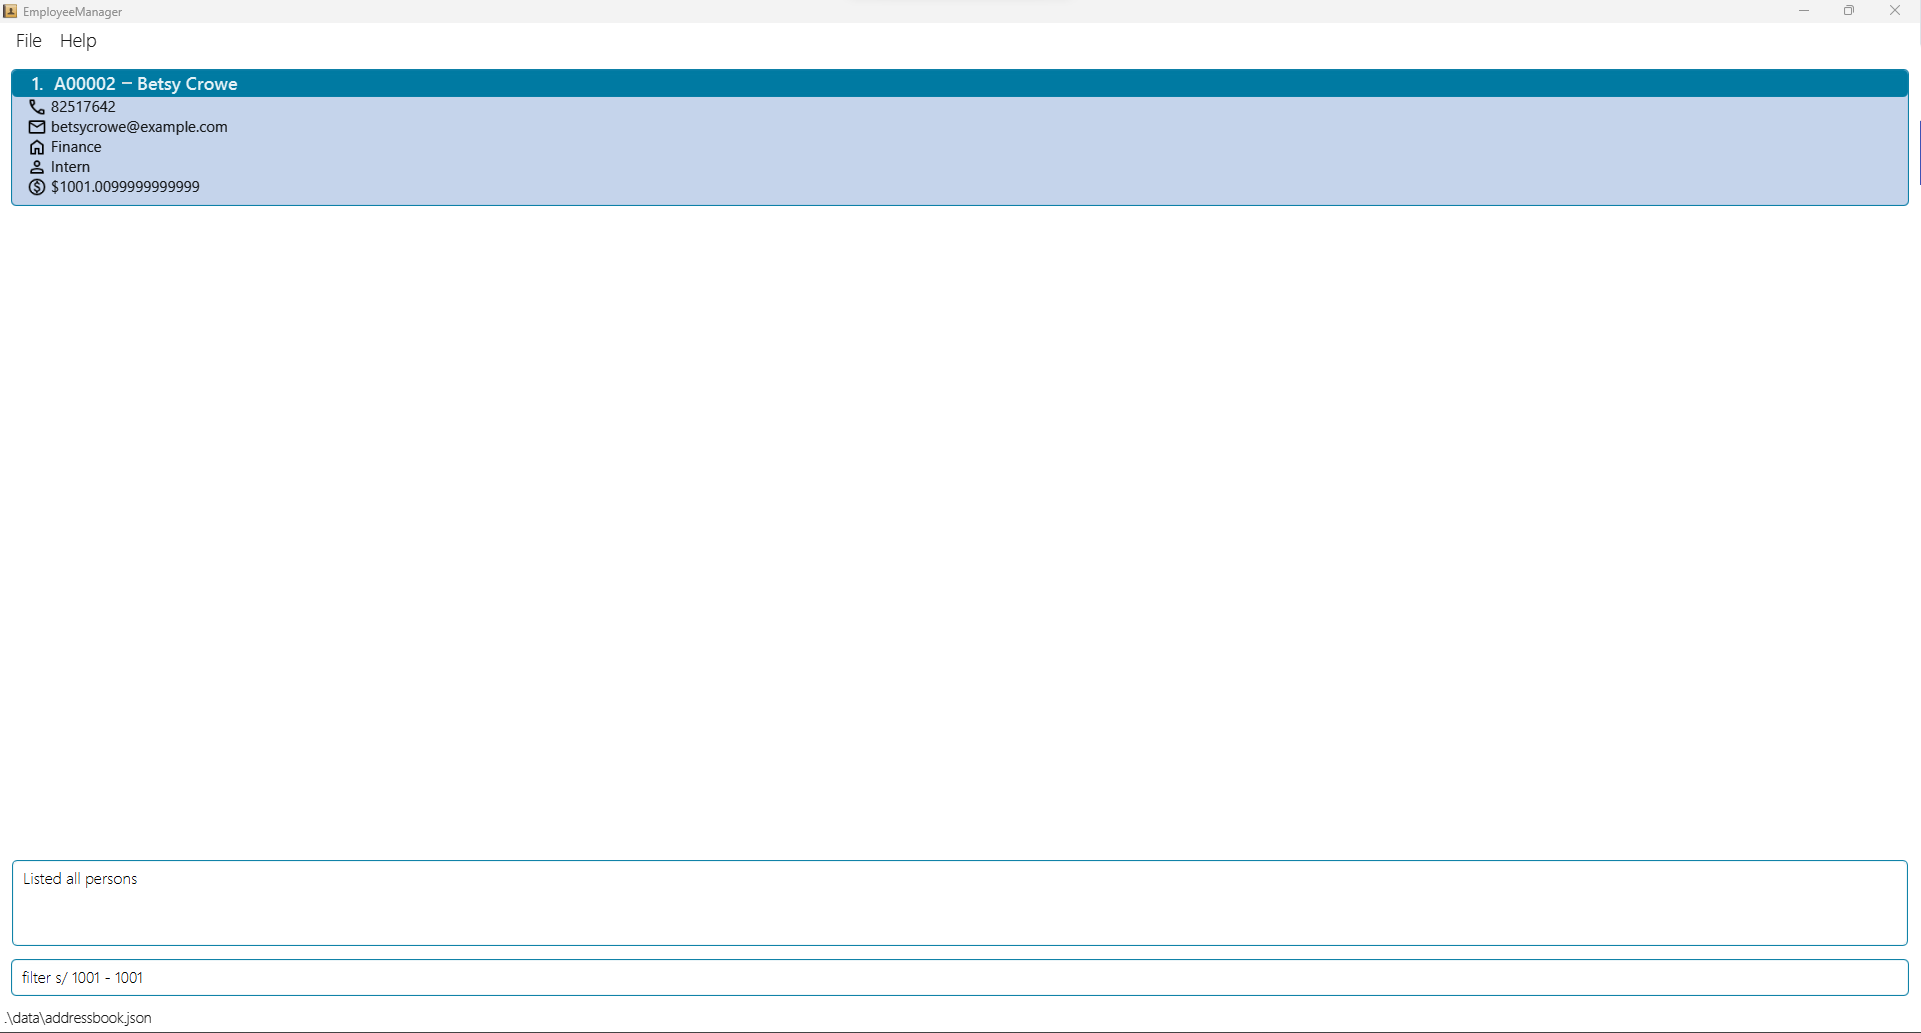 EmployeeManager
File Help
1. A00002 – Betsy Crowe
82517642
betsycrowe@example.com
Finance
Intern
$1001.0099999999999
Listed all persons
filter s/ 1001 - 1001
.\data\addressbook.json